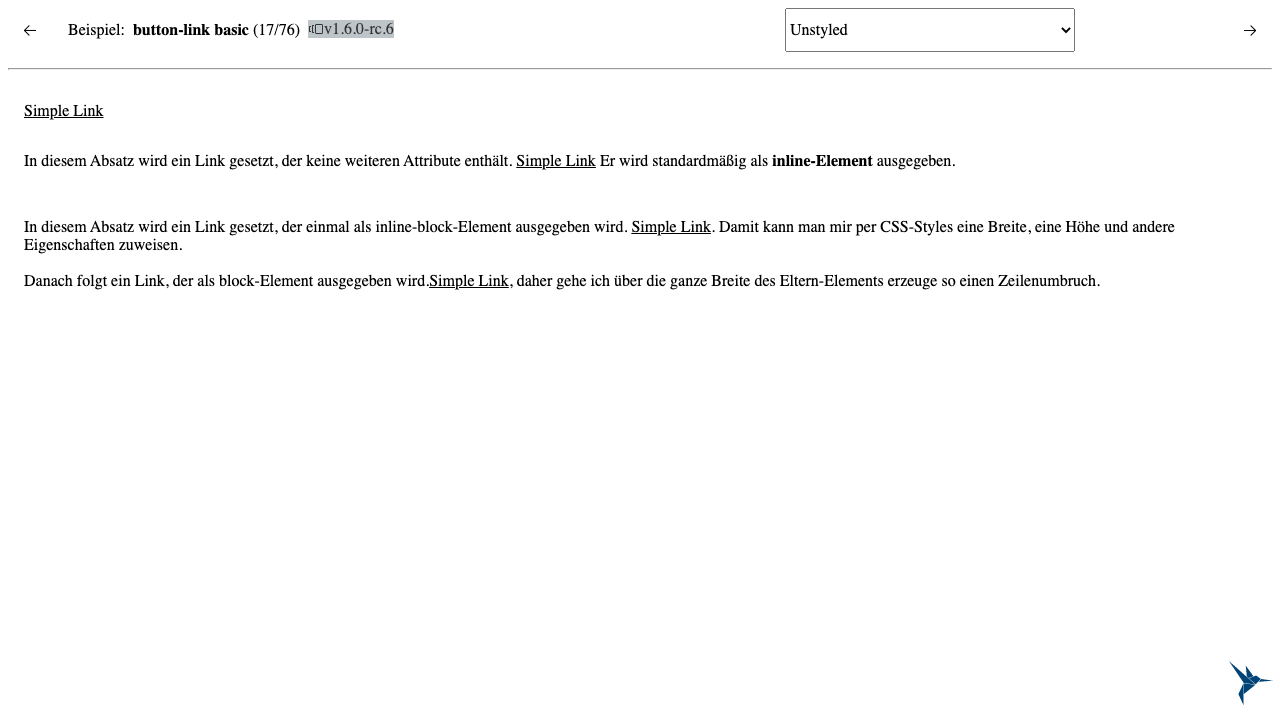 ← Beispiel: button-link basic (17/76) v1.6.0-rc.6 Unstyled →
Simple Link
In diesem Absatz wird ein Link gesetzt, der keine weiteren Attribute enthält. Simple Link Er wird standardmäßig als inline-Element ausgegeben.
In diesem Absatz wird ein Link gesetzt, der einmal als inline-block-Element ausgegeben wird. Simple Link. Damit kann man mir per CSS-Styles eine Breite, eine Höhe und andere
Eigenschaften zuweisen.
Danach folgt ein Link, der als block-Element ausgegeben wird.Simple Link, daher gehe ich über die ganze Breite des Eltern-Elements erzeuge so einen Zeilenumbruch.